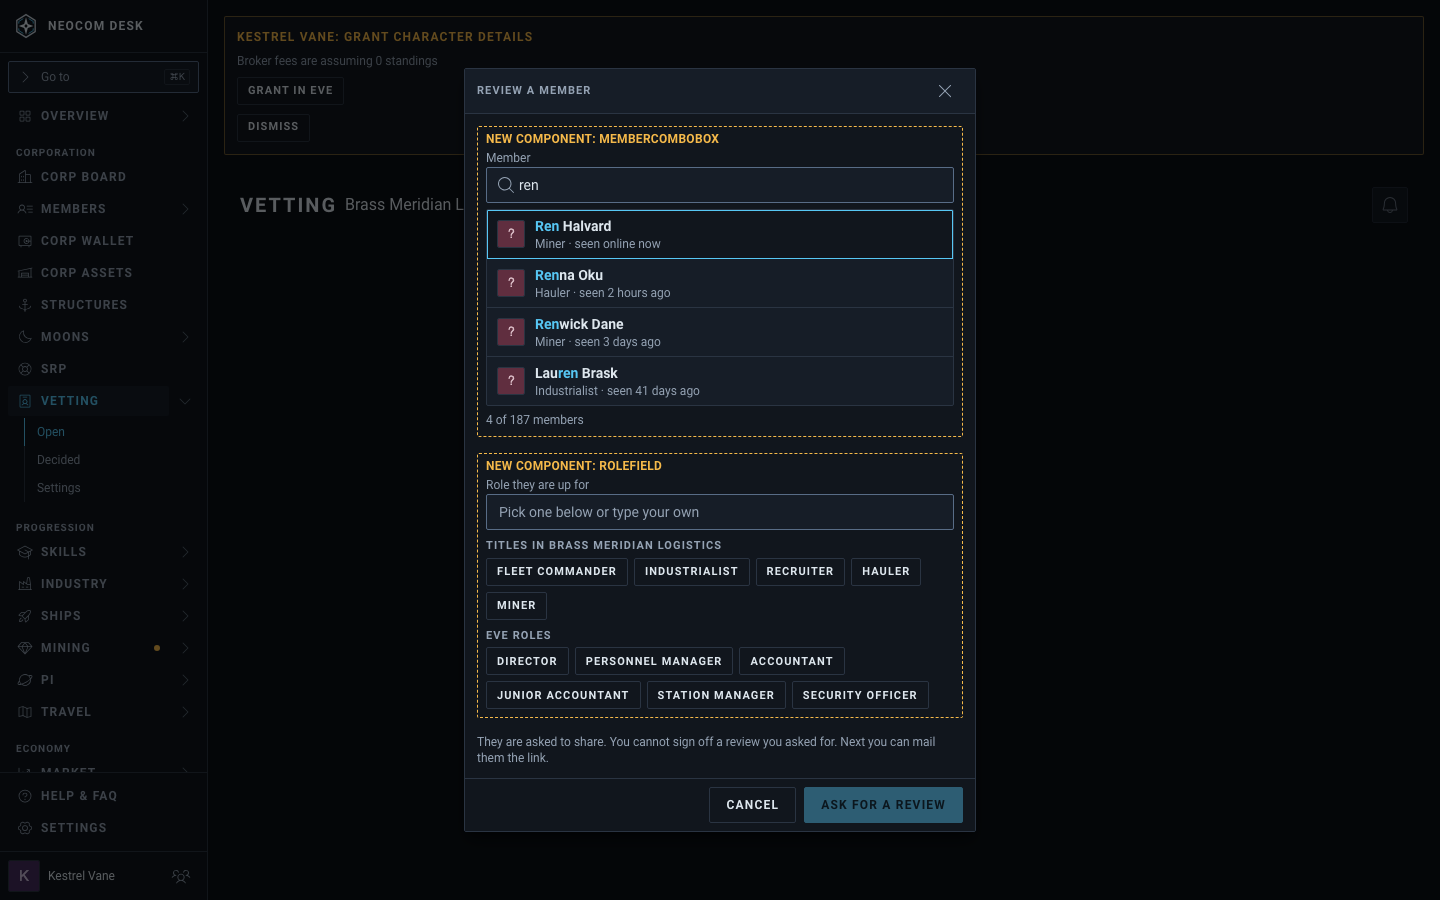 NEOCOM DESK
Go to
⌘K
OVERVIEW
CORPORATION
CORP BOARD
MEMBERS
CORP WALLET
CORP ASSETS
STRUCTURES
MOONS
SRP
VETTING
Open
Decided
Settings
PROGRESSION
SKILLS
INDUSTRY
SHIPS
MINING
PI
TRAVEL
ECONOMY
MARKET
HELP & FAQ
SETTINGS
K
Kestrel Vane
KESTREL VANE: GRANT CHARACTER DETAILS
Broker fees are assuming 0 standings
GRANT IN EVE
DISMISS
VETTING Brass Meridian L
REVIEW A MEMBER
NEW COMPONENT: MEMBERCOMBOBOX
Member
ren
? Ren Halvard
Miner · seen online now
? Renna Oku
Hauler · seen 2 hours ago
? Renwick Dane
Miner · seen 3 days ago
? Lauren Brask
Industrialist · seen 41 days ago
4 of 187 members
NEW COMPONENT: ROLEFIELD
Role they are up for
Pick one below or type your own
TITLES IN BRASS MERIDIAN LOGISTICS
FLEET COMMANDER INDUSTRIALIST RECRUITER HAULER
MINER
EVE ROLES
DIRECTOR PERSONNEL MANAGER ACCOUNTANT
JUNIOR ACCOUNTANT STATION MANAGER SECURITY OFFICER
They are asked to share. You cannot sign off a review you asked for. Next you can mail
them the link.
CANCEL ASK FOR A REVIEW